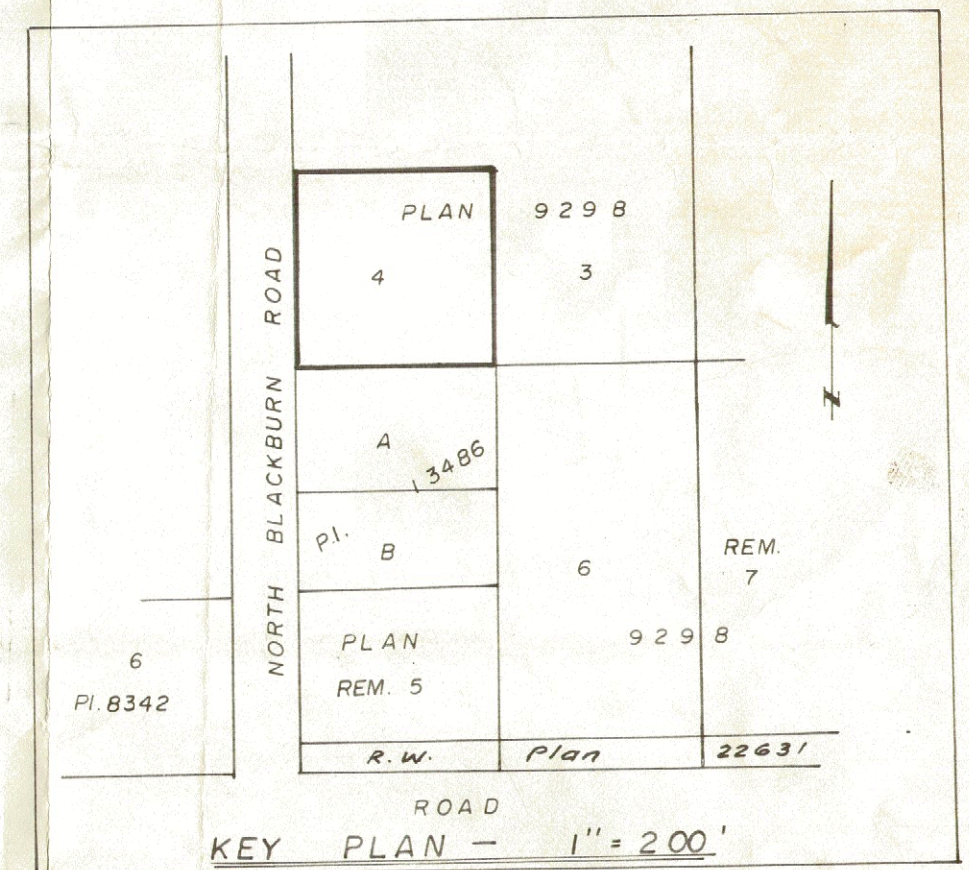 PLAN 9298
4
3
NORTH BLACKBURN ROAD
A
13486
Pl.
B
6
REM.
7
PLAN 9298
REM. 5
6
Pl. 8342
R.W. Plan 22631
ROAD
KEY PLAN — 1" = 200'
N